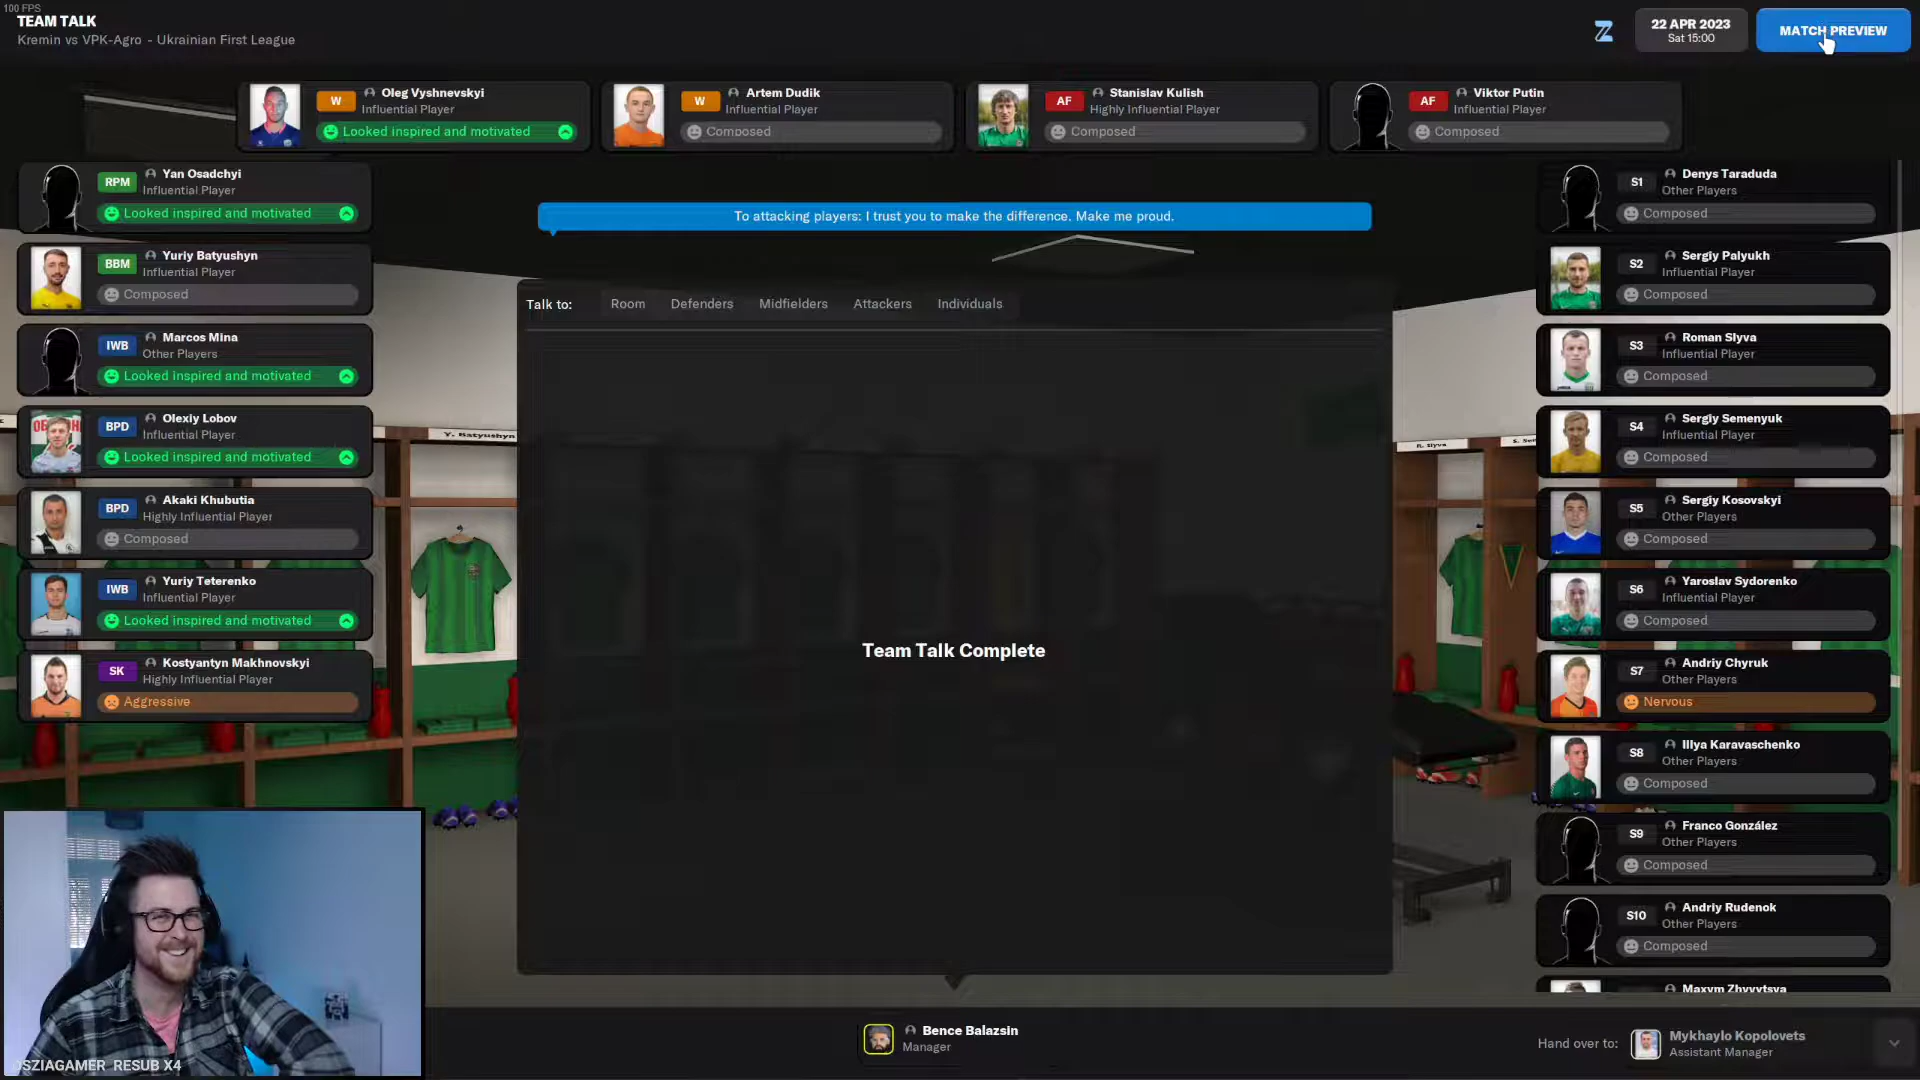 100 FPS
TEAM TALK
Kremin vs VPK-Agro - Ukrainian First League
22 APR 2023
Sat 15:00
MATCH PREVIEW
W
Oleg Vyshnevskyi
Influential Player
Looked inspired and motivated
W
Artem Dudik
Influential Player
Composed
AF
Stanislav Kulish
Highly Influential Player
Composed
AF
Viktor Putin
Influential Player
Composed
RPM
Yan Osadchyi
Influential Player
Looked inspired and motivated
BBM
Yuriy Batyushyn
Influential Player
Composed
IWB
Marcos Mina
Other Players
Looked inspired and motivated
BPD
Olexiy Lobov
Influential Player
Looked inspired and motivated
BPD
Akaki Khubutia
Highly Influential Player
Composed
IWB
Yuriy Teterenko
Influential Player
Looked inspired and motivated
SK
Kostyantyn Makhnovskyi
Highly Influential Player
Aggressive
To attacking players: I trust you to make the difference. Make me proud.
Talk to:
Room
Defenders
Midfielders
Attackers
Individuals
Y. Batyushyn
Team Talk Complete
R. Slyva
S1
Denys Taraduda
Other Players
Composed
S2
Sergiy Palyukh
Influential Player
Composed
S3
Roman Slyva
Influential Player
Composed
S4
Sergiy Semenyuk
Influential Player
Composed
S5
Sergiy Kosovskyi
Other Players
Composed
S6
Yaroslav Sydorenko
Influential Player
Composed
S7
Andriy Chyruk
Other Players
Nervous
S8
Illya Karavaschenko
Other Players
Composed
S9
Franco González
Other Players
Composed
S10
Andriy Rudenok
Other Players
Composed
Maxym Zhyvytsya
Bence Balazsin
Manager
Hand over to:
Mykhaylo Kopolovets
Assistant Manager
OSZIAGAMER RESUB X4